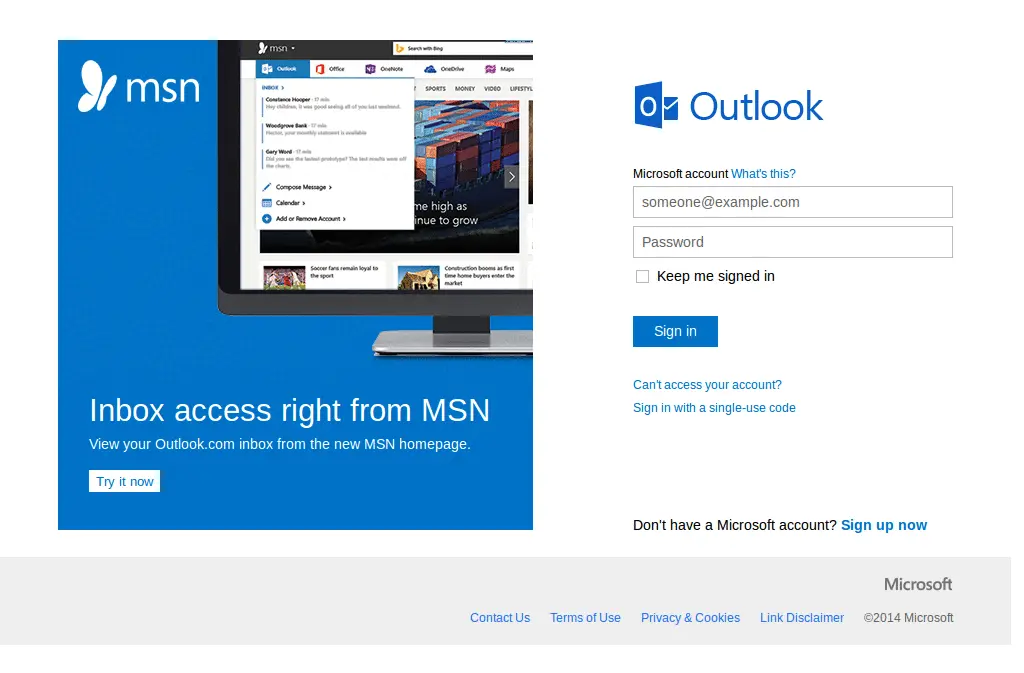 msn
msn
Search with Bing
Outlook
Office
OneNote
OneDrive
Maps
INBOX >
SPORTS MONEY VIDEO LIFESTYL
Constance Hooper · 17 min
Hey children, it was good seeing all of you last weekend.
Woodgrove Bank · 17 min
Hector, your monthly statement is available
Gary Word · 17 min
Did you see the lastest prototype? The last results were off
the charts.
Compose Message >
Calendar >
Add or Remove Account >
me high as
inue to grow
Soccer fans remain loyal to
the sport
Construction booms as first
time home buyers enter the
market
Inbox access right from MSN
View your Outlook.com inbox from the new MSN homepage.
Try it now
Outlook
Microsoft account What's this?
someone@example.com
Password
Keep me signed in
Sign in
Can't access your account?
Sign in with a single-use code
Don't have a Microsoft account? Sign up now
Microsoft
Contact Us Terms of Use Privacy & Cookies Link Disclaimer ©2014 Microsoft